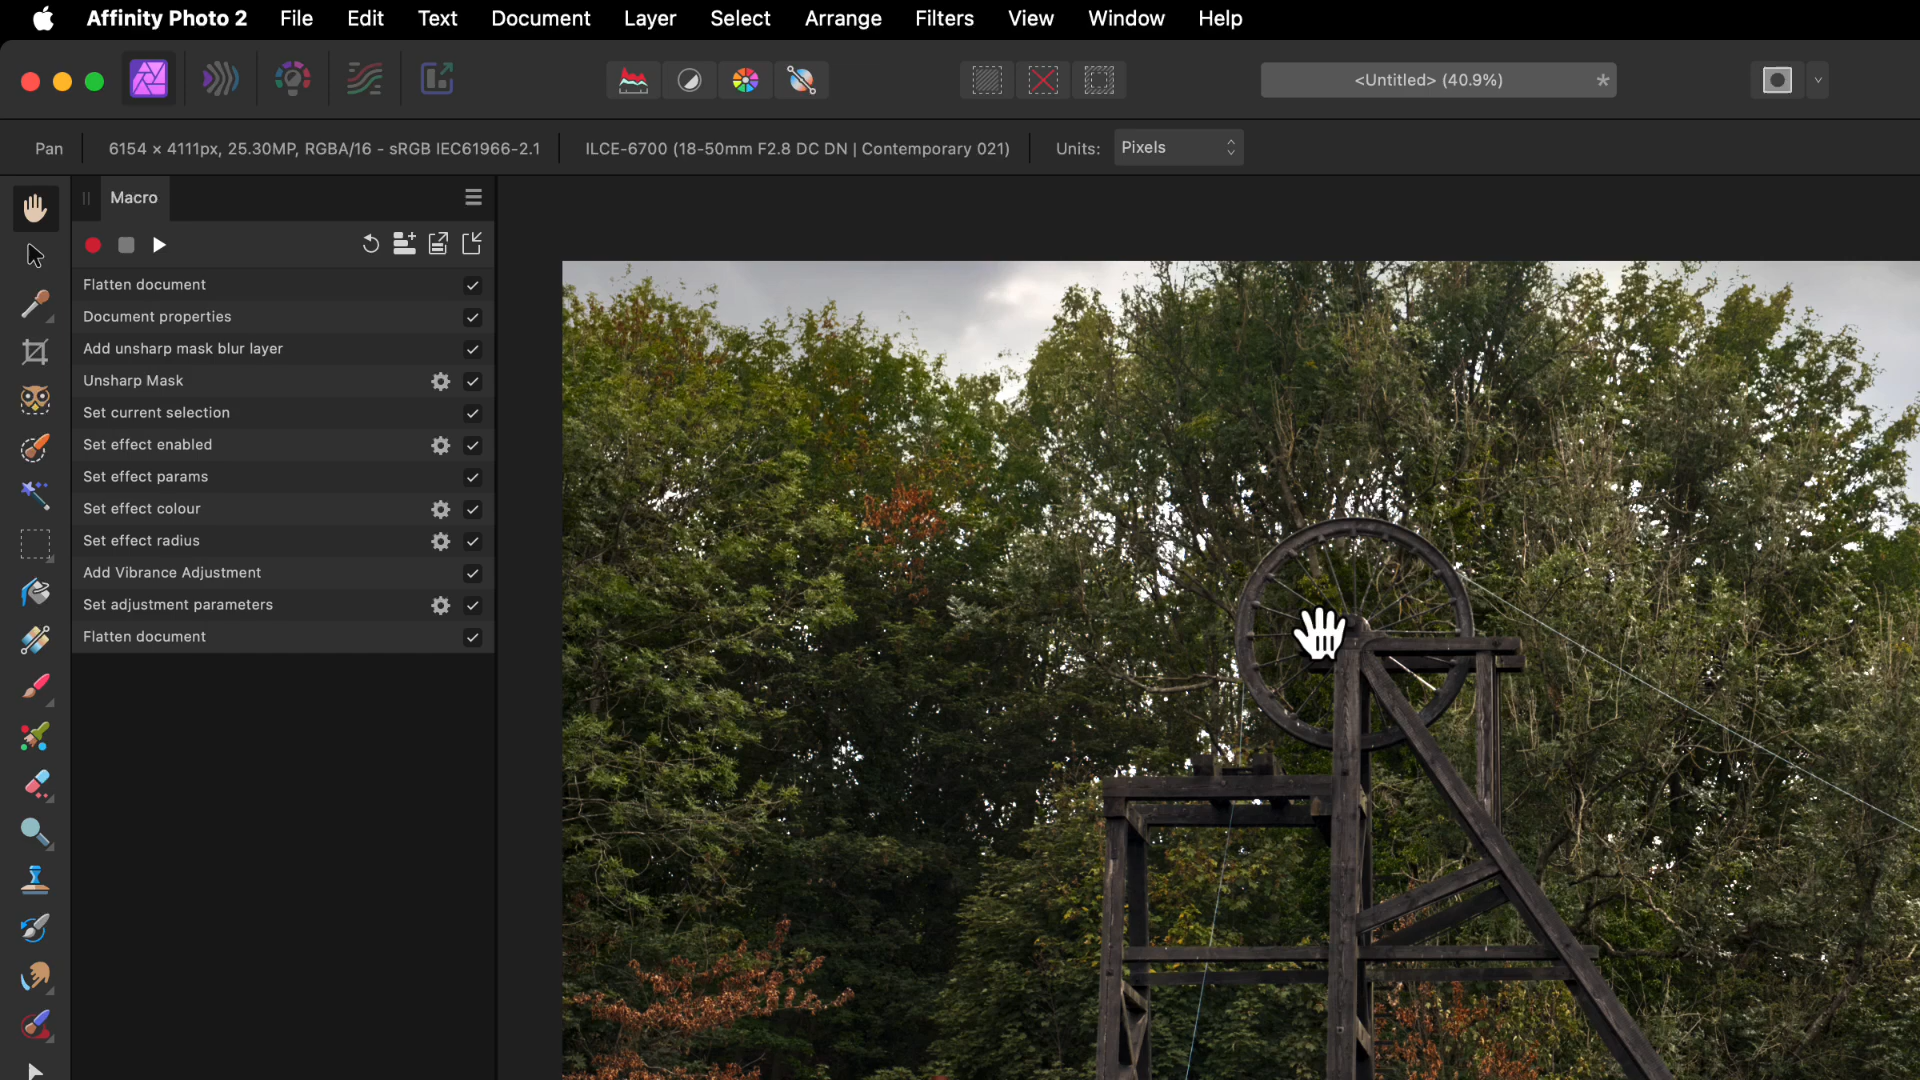 Affinity Photo 2 File Edit Text Document Layer Select Arrange Filters View Window Help
<Untitled> (40.9%) *
Pan 6154 × 4111px, 25.30MP, RGBA/16 - sRGB IEC61966-2.1 ILCE-6700 (18-50mm F2.8 DC DN | Contemporary 021) Units: Pixels
Macro
Flatten document
Document properties
Add unsharp mask blur layer
Unsharp Mask
Set current selection
Set effect enabled
Set effect params
Set effect colour
Set effect radius
Add Vibrance Adjustment
Set adjustment parameters
Flatten document